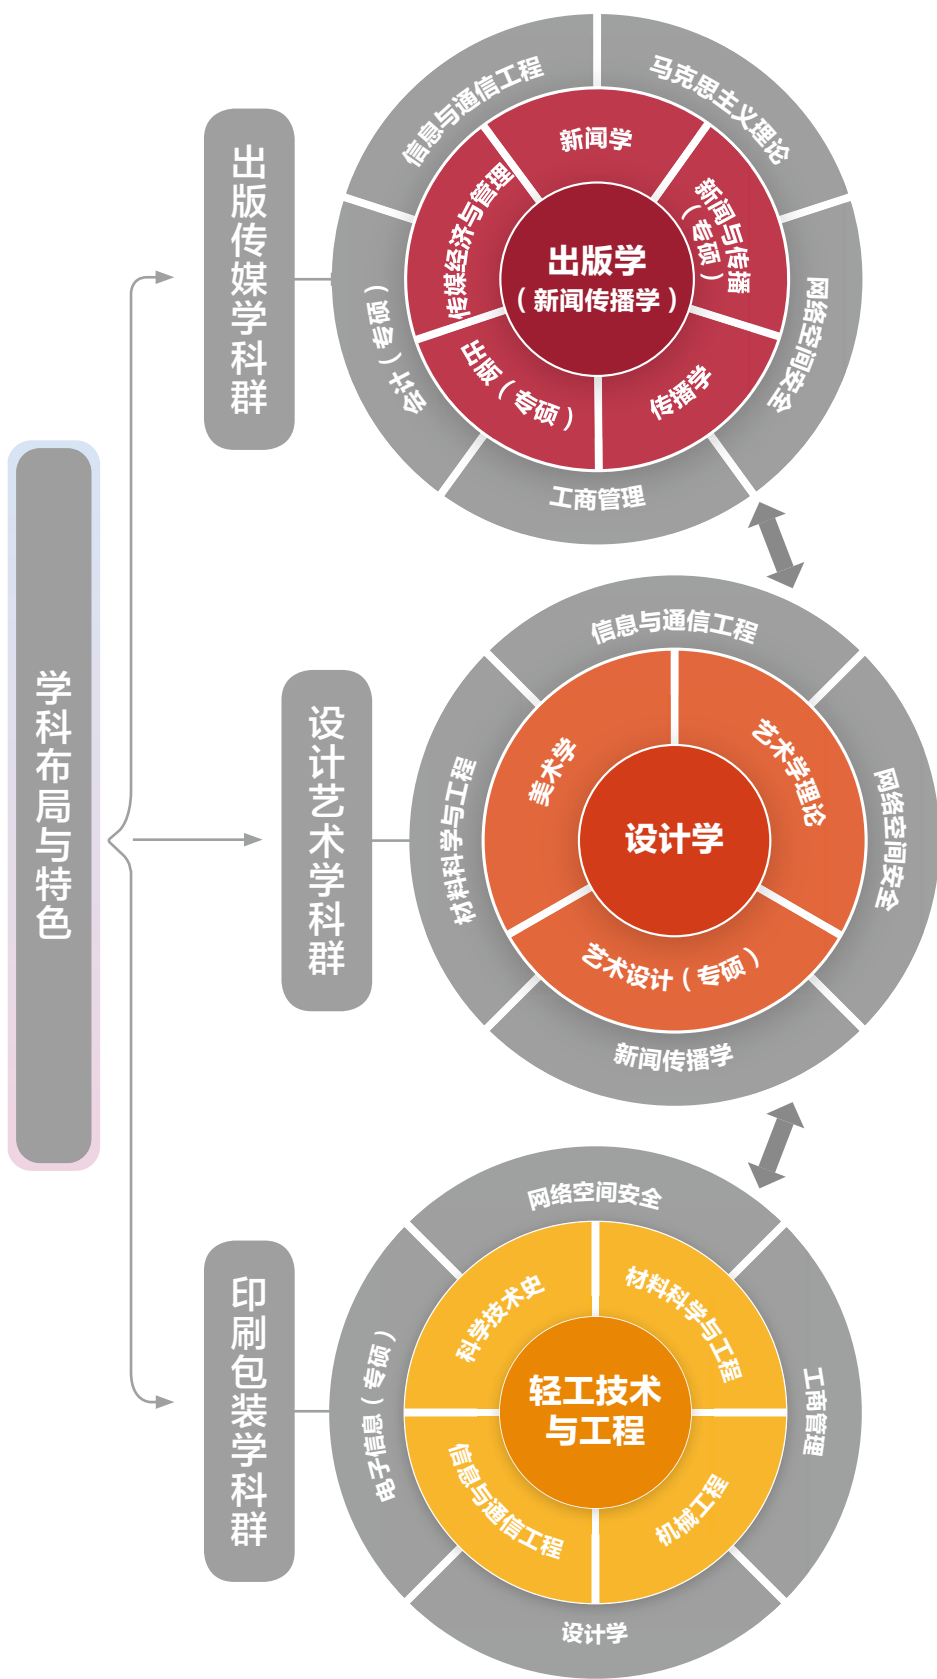 学科布局与特色
出版传媒学科群
出版学
（新闻传播学）
新闻学
新闻与传播
（专硕）
传播学
出版（专硕）
传媒经济与管理
信息与通信工程
马克思主义理论
网络空间安全
工商管理
会计（专硕）
设计艺术学科群
设计学
美术学
艺术学理论
艺术设计（专硕）
信息与通信工程
网络空间安全
新闻传播学
材料科学与工程
印刷包装学科群
轻工技术
与工程
科学技术史
材料科学与工程
机械工程
信息与通信工程
网络空间安全
工商管理
设计学
电子信息（专硕）